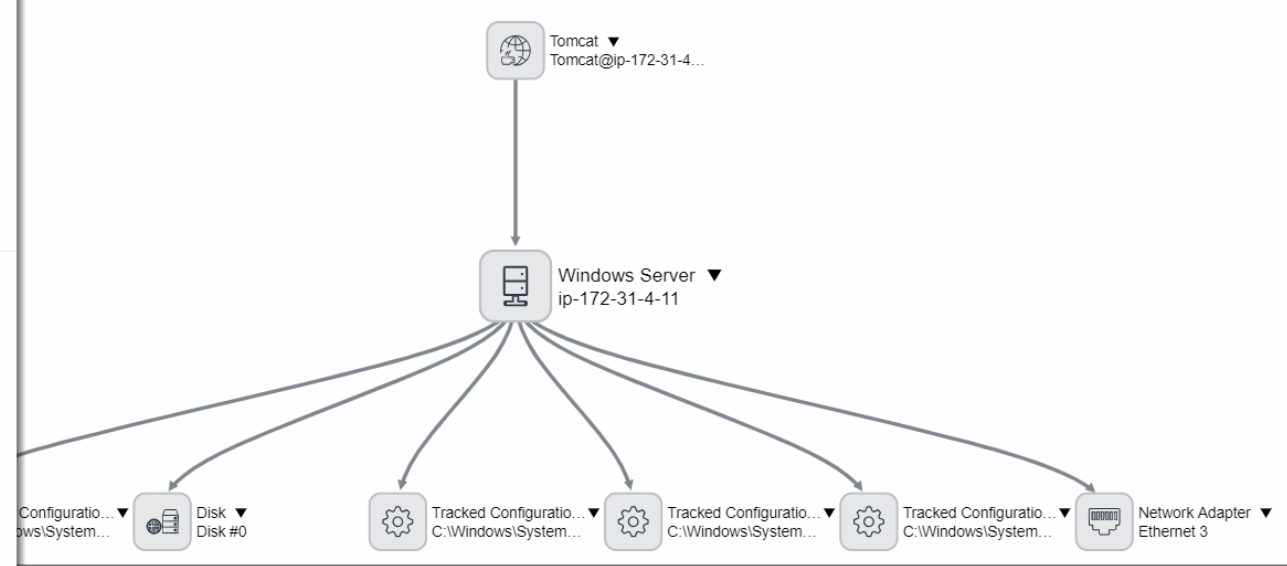 Tomcat ▼
Tomcat@ip-172-31-4...
Windows Server ▼
ip-172-31-4-11
Configuratio...▼
ows\System...
Disk ▼
Disk #0
Tracked Configuratio...▼
C:\Windows\System...
Tracked Configuratio...▼
C:\Windows\System...
Tracked Configuratio...▼
C:\Windows\System...
Network Adapter ▼
Ethernet 3